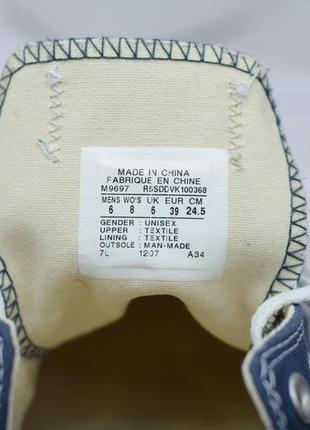 MADE IN CHINA
FABRIQUE EN CHINE
M9697 R5SDDVK100368
MENS WO'S UK EUR CM
6 8 6 39 24.5
GENDER : UNISEX
UPPER : TEXTILE
LINING : TEXTILE
OUTSOLE : MAN-MADE
7L 1207 A34